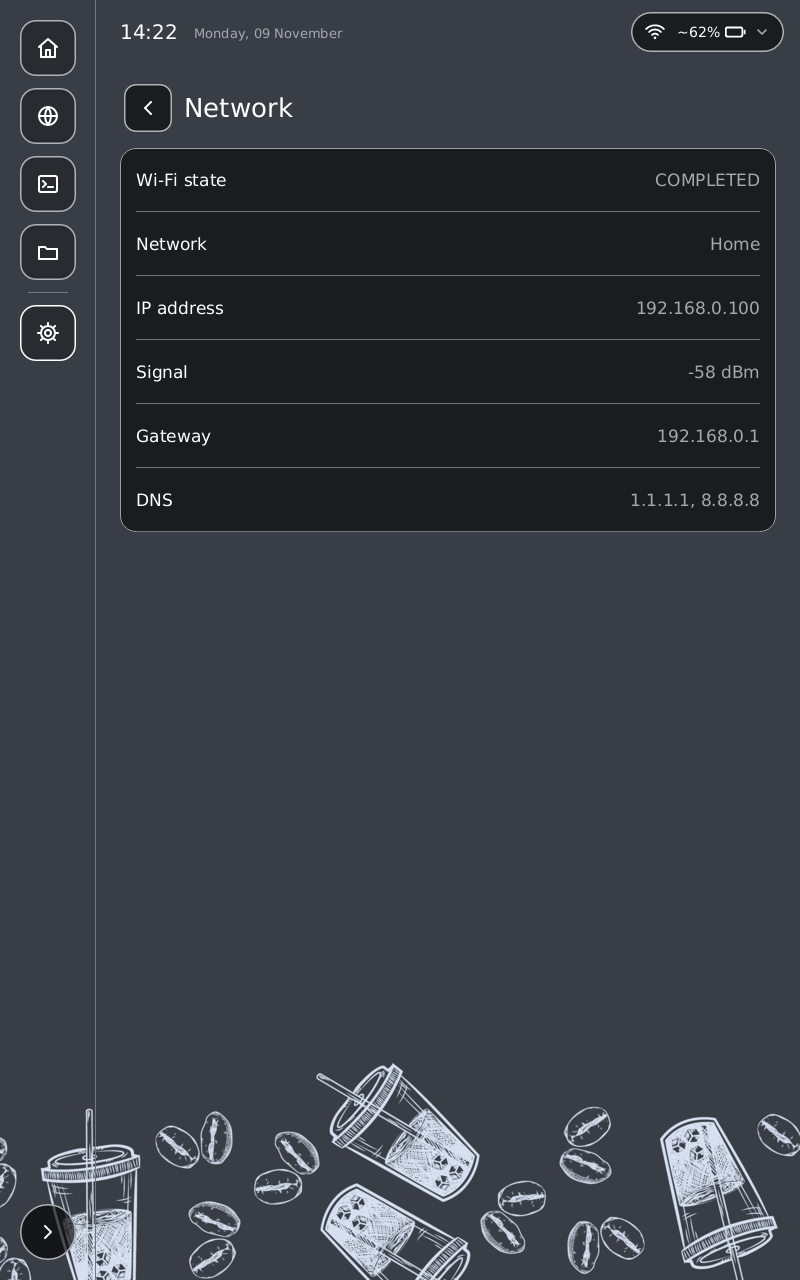 14:22 Monday, 09 November ~62%
Network
Wi-Fi state COMPLETED
Network Home
IP address 192.168.0.100
Signal -58 dBm
Gateway 192.168.0.1
DNS 1.1.1.1, 8.8.8.8